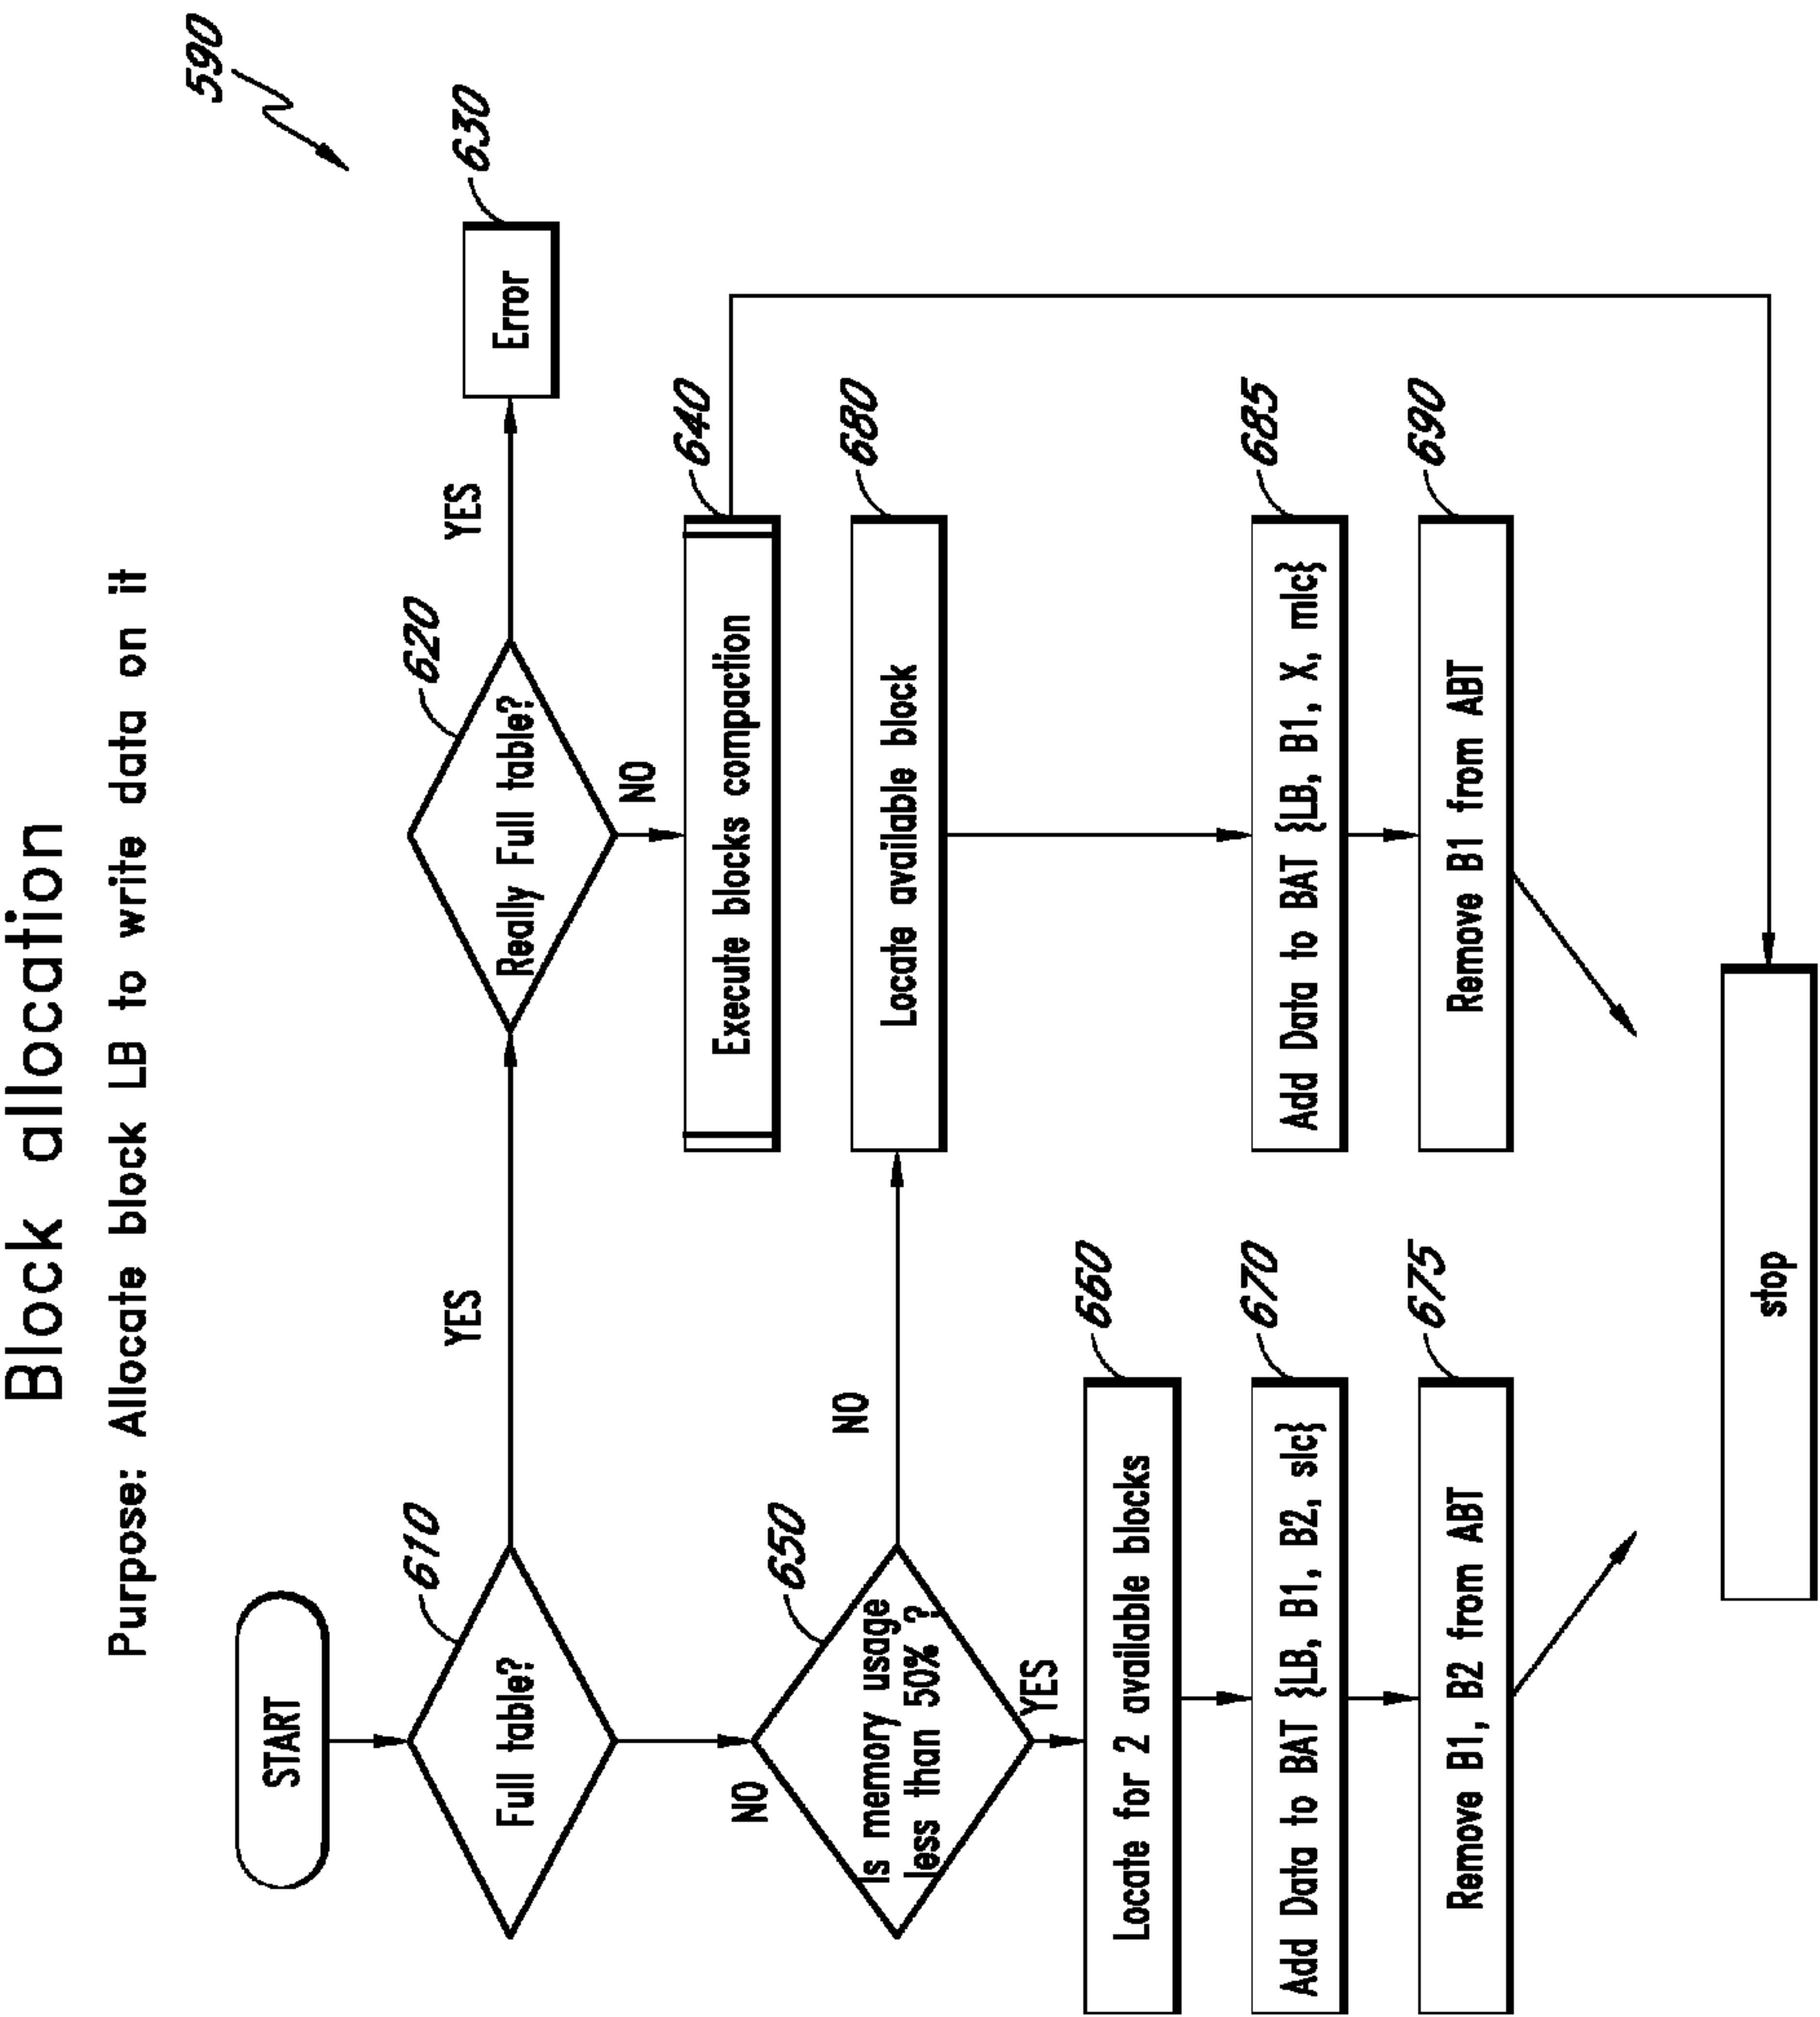 Block allocation
Purpose: Allocate block LB to write data on it
590
START
610
Full table?
YES
620
Really Full table?
YES
630
Error
NO
640
Execute blocks compaction
NO
650
Is memory usage
less than 50% ?
NO
680
Locate available block
YES
660
Locate for 2 available blocks
670
Add Data to BAT {LB, B1, B2, slc}
685
Add Data to BAT {LB, B1, X, mlc}
675
Remove B1, B2 from ABT
690
Remove B1 from ABT
stop